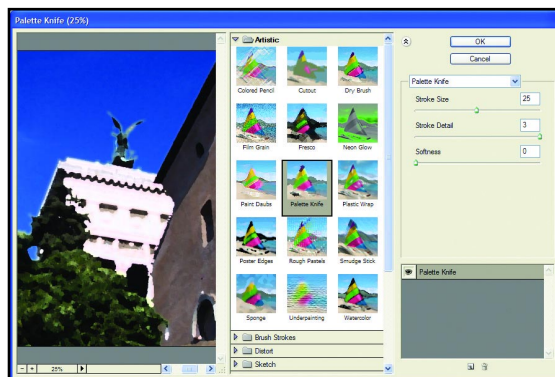 Palette Knife (25%)
Artistic
Colored Pencil Cutout Dry Brush
Film Grain Fresco Neon Glow
Paint Daubs Palette Knife Plastic Wrap
Poster Edges Rough Pastels Smudge Stick
Sponge Underpainting Watercolor
Brush Strokes
Distort
Sketch
25%
OK
Cancel
Palette Knife
Stroke Size 25
Stroke Detail 3
Softness 0
Palette Knife